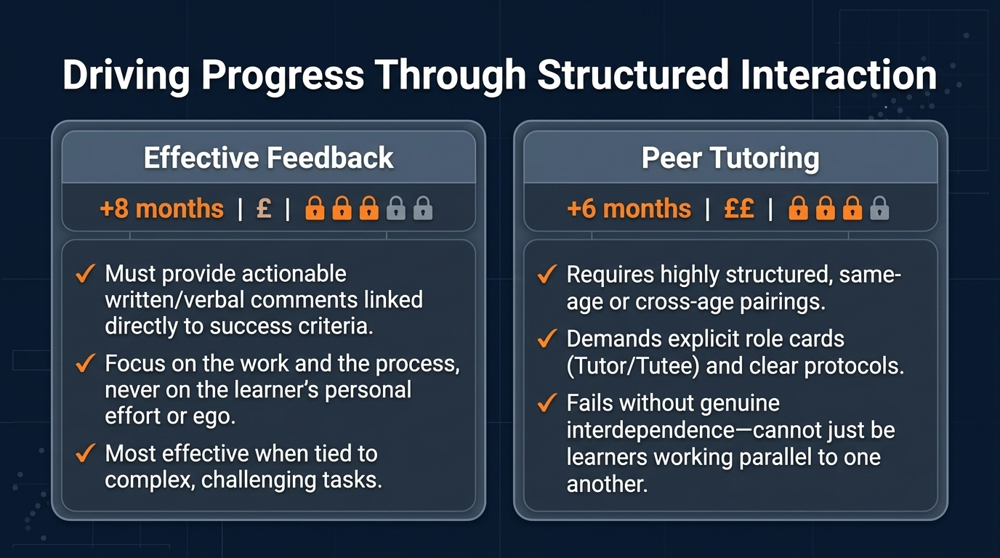 Driving Progress Through Structured Interaction
Effective Feedback
+8 months | £ |
✓ Must provide actionable
written/verbal comments linked
directly to success criteria.
✓ Focus on the work and the process,
never on the learner’s personal
effort or ego.
✓ Most effective when tied to
complex, challenging tasks.
Peer Tutoring
+6 months | ££ |
✓ Requires highly structured, same-
age or cross-age pairings.
✓ Demands explicit role cards
(Tutor/Tutee) and clear protocols.
✓ Fails without genuine
interdependence—cannot just be
learners working parallel to one
another.